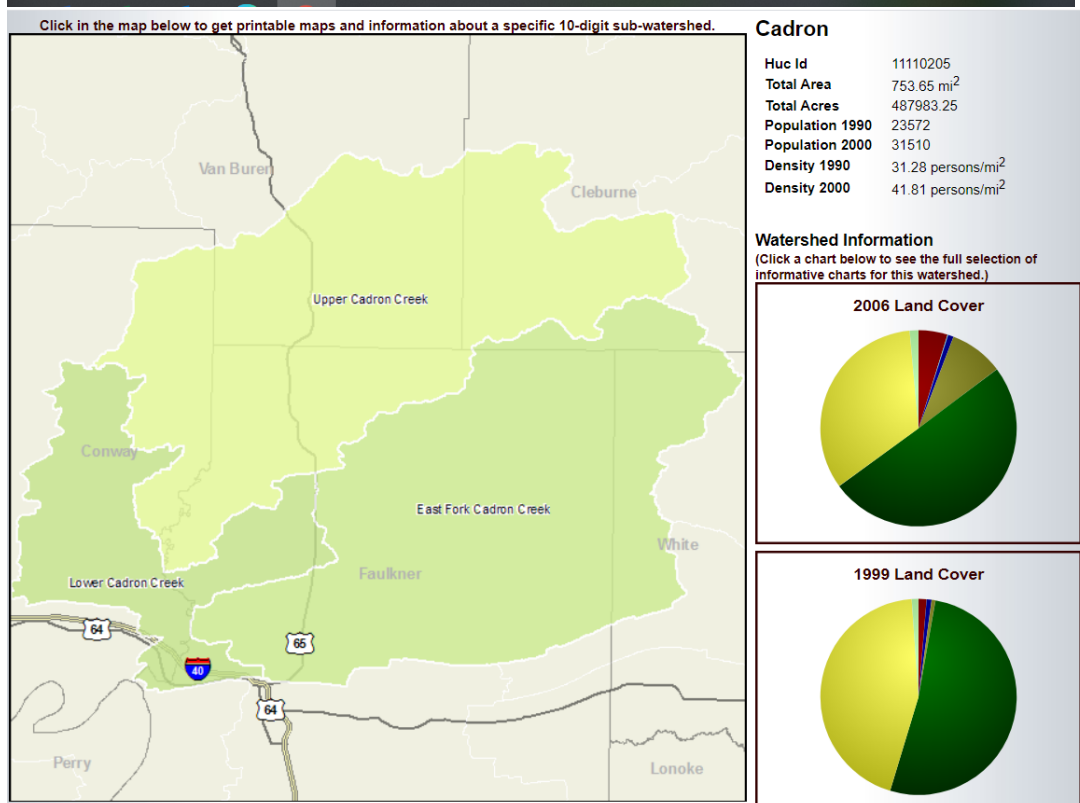 Click in the map below to get printable maps and information about a specific 10-digit sub-watershed.
Van Buren
Cleburne
Upper Cadron Creek
Conway
East Fork Cadron Creek
White
Faulkner
Lower Cadron Creek
64
65
40
64
Perry
Lonoke
Cadron
Huc Id 11110205
Total Area 753.65 mi2
Total Acres 487983.25
Population 1990 23572
Population 2000 31510
Density 1990 31.28 persons/mi2
Density 2000 41.81 persons/mi2
Watershed Information
(Click a chart below to see the full selection of
informative charts for this watershed.)
2006 Land Cover
1999 Land Cover